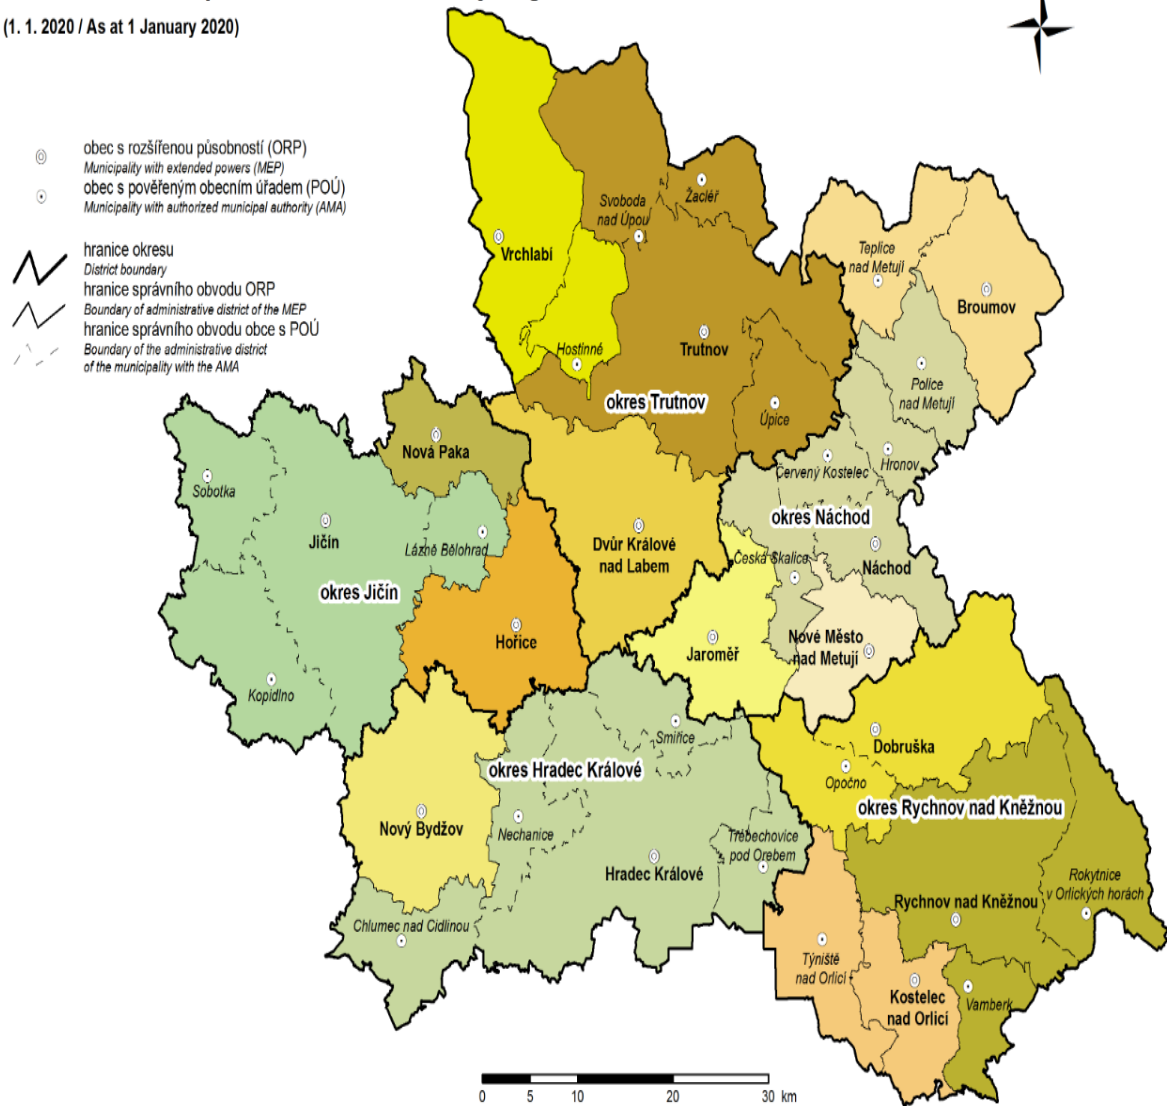 (1. 1. 2020 / As at 1 January 2020)
obec s rozšířenou působností (ORP)
Municipality with extended powers (MEP)
obec s pověřeným obecním úřadem (POÚ)
Municipality with authorized municipal authority (AMA)
hranice okresu
District boundary
hranice správního obvodu ORP
Boundary of administrative district of the MEP
hranice správního obvodu obce s POÚ
Boundary of the administrative district
of the municipality with the AMA
Žacléř
Svoboda
nad Úpou
Vrchlabí
Teplice
nad Metují
Broumov
Trutnov
Hostinné
Police
nad Metují
okres Trutnov
Úpice
Nová Paka
Červený Kostelec
Hronov
Sobotka
Jičín
Lázně Bělohrad
Dvůr Králové
nad Labem
okres Náchod
Náchod
Česká Skalice
okres Jičín
Hořice
Jaroměř
Nové Město
nad Metují
Kopidlno
Smiřice
Dobruška
okres Hradec Králové
Opočno
okres Rychnov nad Kněžnou
Nový Bydžov
Nechanice
Třebechovice
pod Orebem
Hradec Králové
Rokytnice
v Orlických horách
Rychnov nad Kněžnou
Chlumec nad Cidlinou
Týniště
nad Orlicí
Kostelec
nad Orlicí
Vamberk
0 5 10 20 30 km